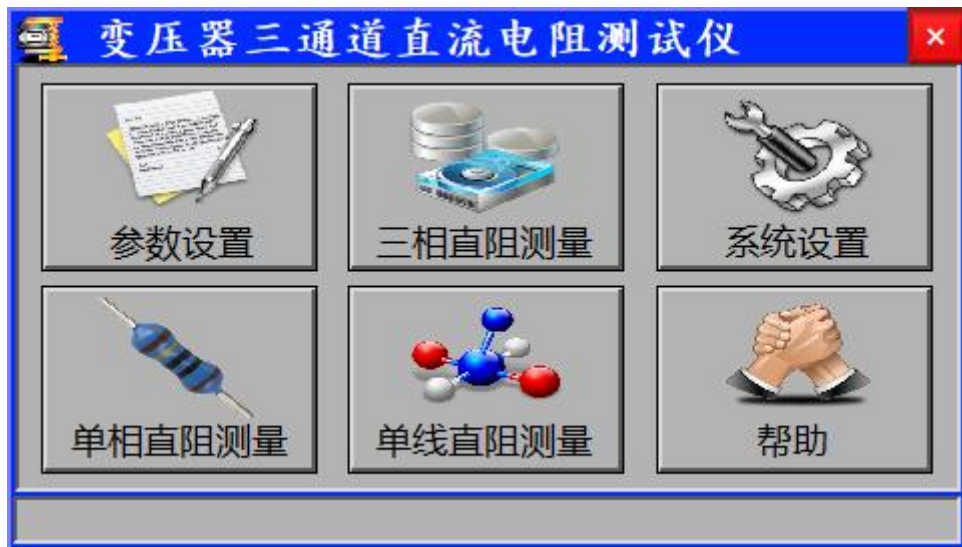 变压器三通道直流电阻测试仪
参数设置
三相直阻测量
系统设置
单相直阻测量
单线直阻测量
帮助